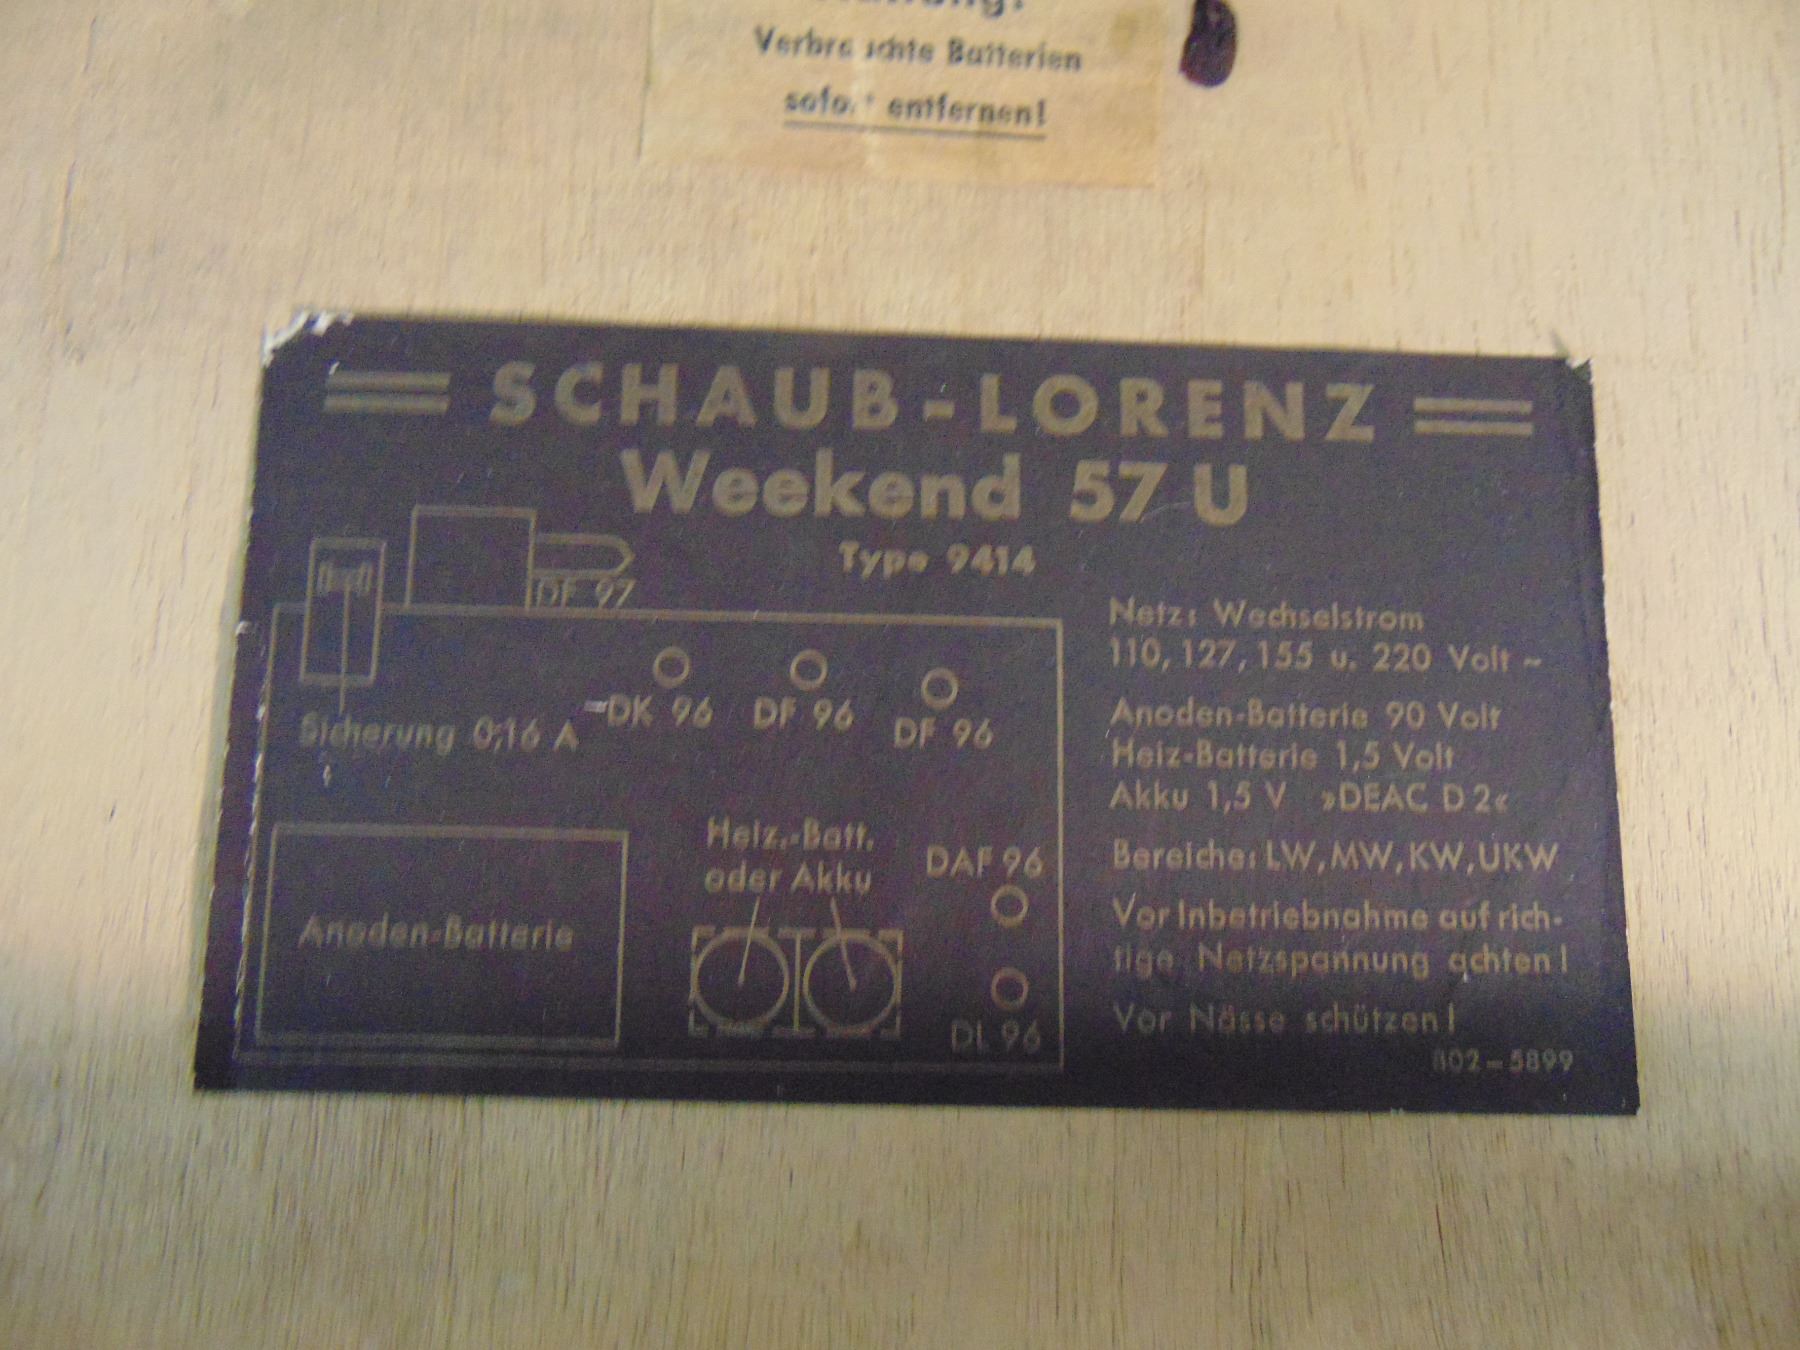 Verbrauchte Batterien
sofort entfernen!
SCHAUB-LORENZ
Weekend 57 U
Type 9414
DF 97
Sicherung 0,16 A
DK 96
DF 96
DF 96
Anoden-Batterie
Heiz.-Batt.
oder Akku
DAF 96
DL 96
Netz: Wechselstrom
110, 127, 155 u. 220 Volt ~
Anoden-Batterie 90 Volt
Heiz-Batterie 1,5 Volt
Akku 1,5 V »DEAC D 2«
Bereiche: LW, MW, KW, UKW
Vor Inbetriebnahme auf rich-
tige Netzspannung achten!
Vor Nässe schützen!
802-5899